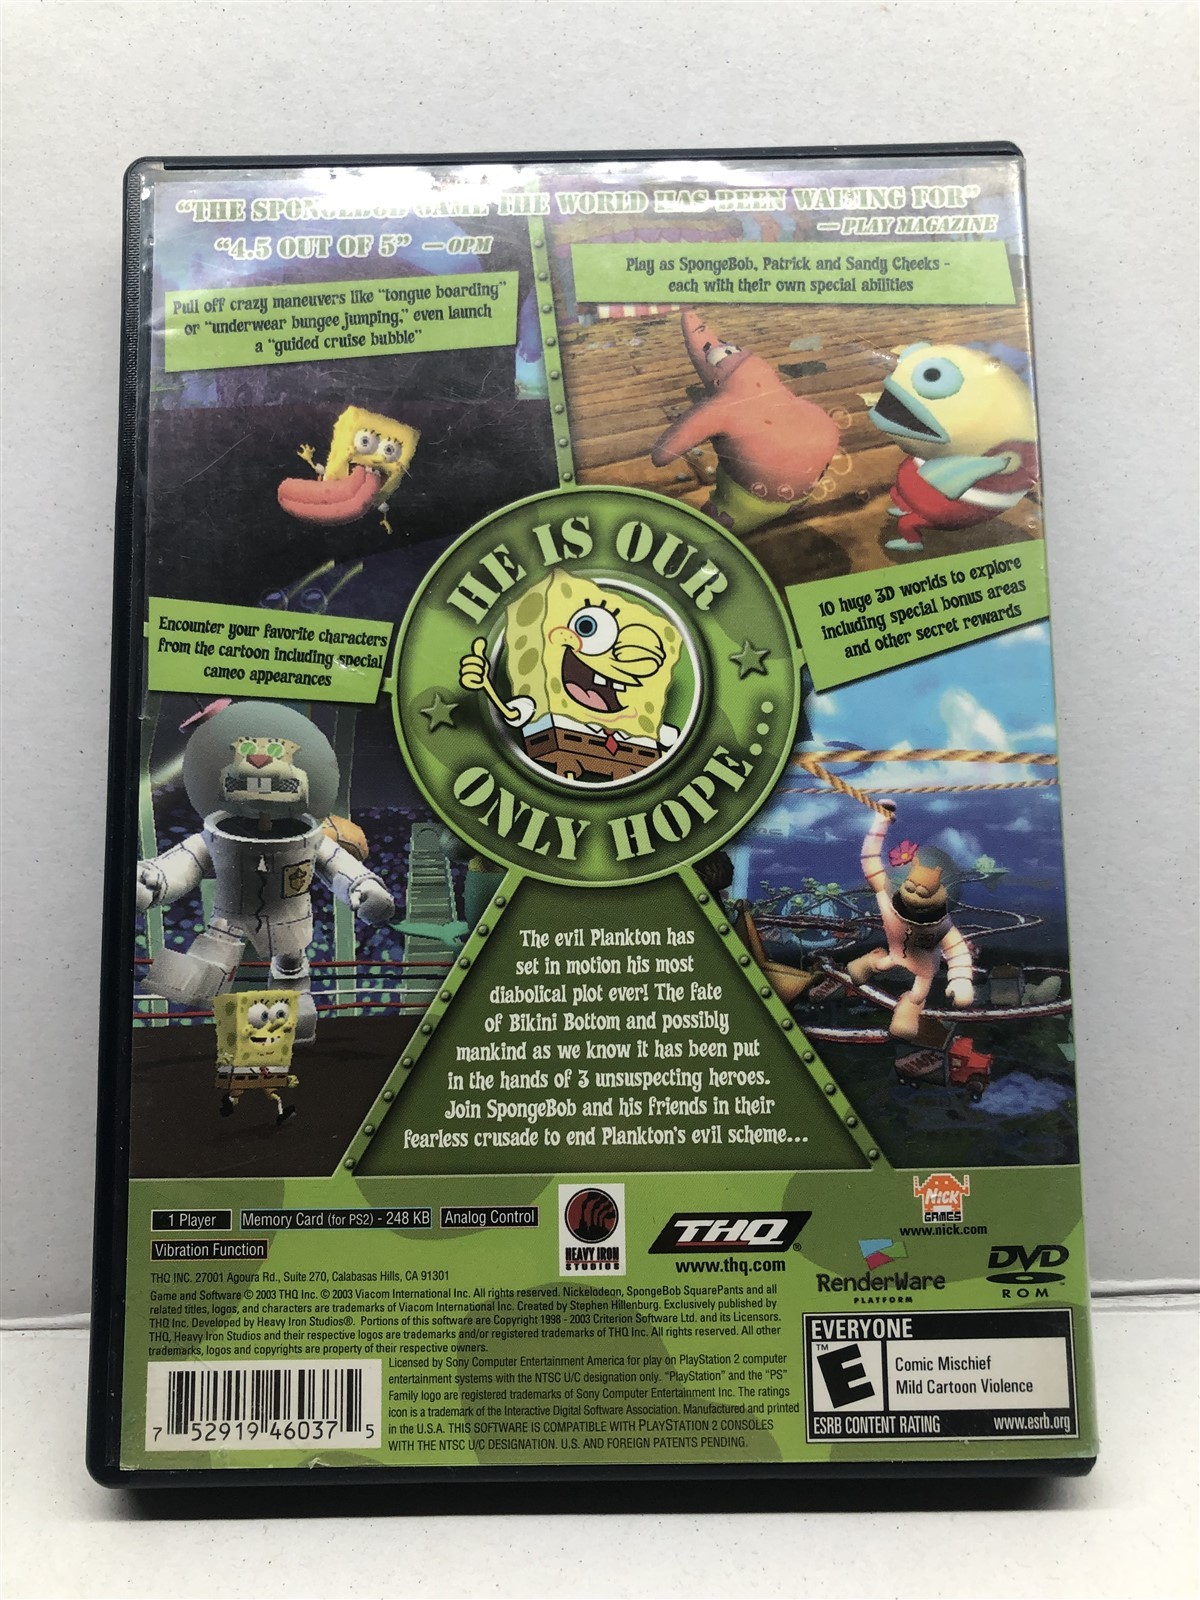 “THE SPONGEBOB GAME THE WORLD HAS BEEN WAITING FOR”
— PLAY MAGAZINE
“4.5 OUT OF 5” — OPM
Pull off crazy maneuvers like “tongue boarding”
or “underwear bungee jumping,” even launch
a “guided cruise bubble”
Play as SpongeBob, Patrick and Sandy Cheeks -
each with their own special abilities
HE IS OUR
ONLY HOPE...
Encounter your favorite characters
from the cartoon including special
cameo appearances
10 huge 3D worlds to explore
including special bonus areas
and other secret rewards
The evil Plankton has
set in motion his most
diabolical plot ever! The fate
of Bikini Bottom and possibly
mankind as we know it has been put
in the hands of 3 unsuspecting heroes.
Join SpongeBob and his friends in their
fearless crusade to end Plankton's evil scheme...
1 Player
Memory Card (for PS2) - 248 KB
Analog Control
Vibration Function
HEAVY IRON
STUDIOS
THQ®
www.thq.com
NICK
GAMES
www.nick.com
RenderWare
PLATFORM
DVD™
ROM
THQ INC. 27001 Agoura Rd., Suite 270, Calabasas Hills, CA 91301
Game and Software © 2003 THQ Inc. © 2003 Viacom International Inc. All rights reserved. Nickelodeon, SpongeBob SquarePants and all
related titles, logos, and characters are trademarks of Viacom International Inc. Created by Stephen Hillenburg. Exclusively published by
THQ Inc. Developed by Heavy Iron Studios®. Portions of this software are Copyright 1998 - 2003 Criterion Software Ltd. and its Licensors.
THQ, Heavy Iron Studios and their respective logos are trademarks and/or registered trademarks of THQ Inc. All rights reserved. All other
trademarks, logos and copyrights are property of their respective owners.
Licensed by Sony Computer Entertainment America for play on PlayStation 2 computer
entertainment systems with the NTSC U/C designation only. “PlayStation” and the “PS”
Family logo are registered trademarks of Sony Computer Entertainment Inc. The ratings
icon is a trademark of the Interactive Digital Software Association. Manufactured and printed
in the U.S.A. THIS SOFTWARE IS COMPATIBLE WITH PLAYSTATION 2 CONSOLES
WITH THE NTSC U/C DESIGNATION. U.S. AND FOREIGN PATENTS PENDING.
7 52919 46037 5
EVERYONE
™
E
Comic Mischief
Mild Cartoon Violence
ESRB CONTENT RATING www.esrb.org